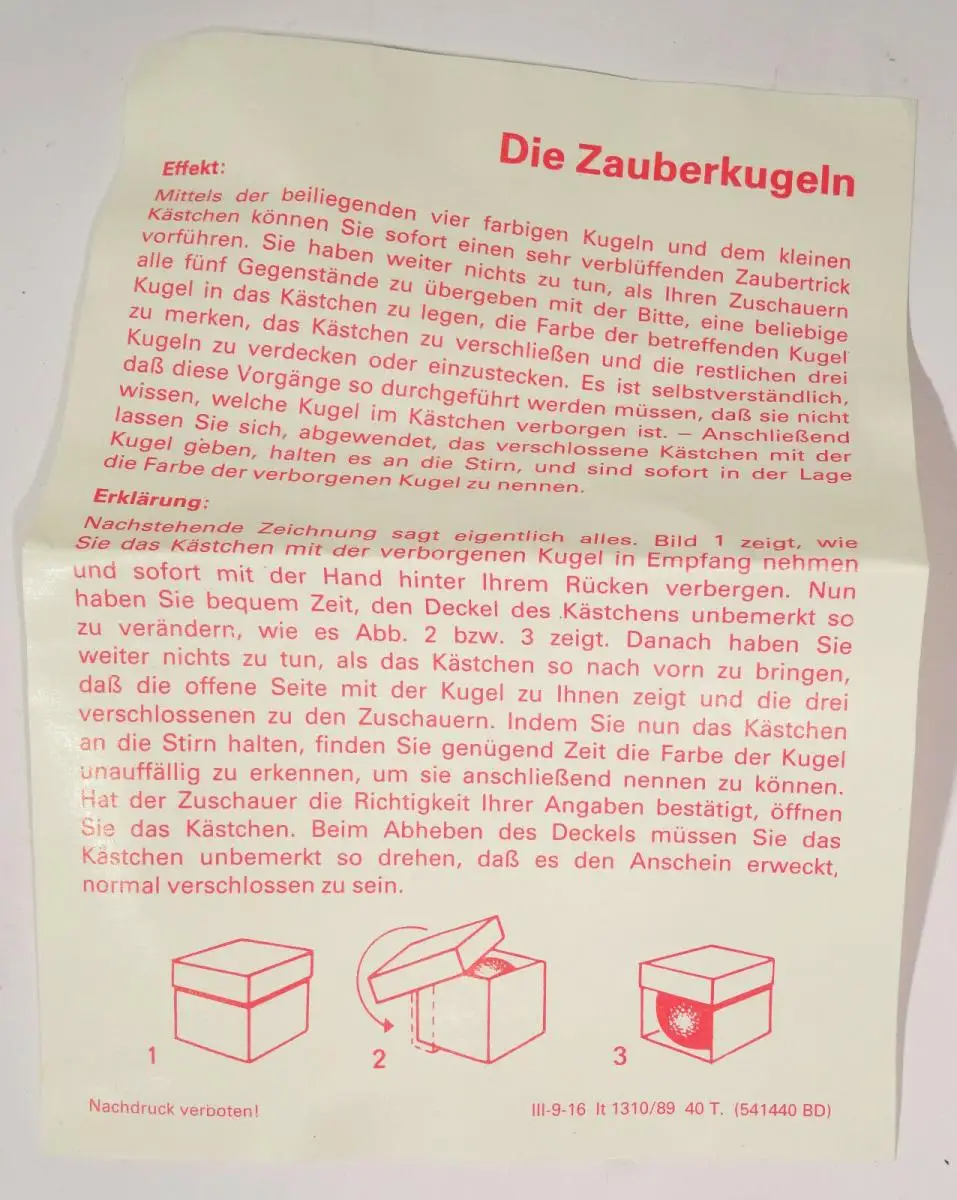 Die Zauberkugeln
Effekt:
Mittels der beiliegenden vier farbigen Kugeln und dem kleinen
Kästchen können Sie sofort einen sehr verblüffenden Zaubertrick
vorführen. Sie haben weiter nichts zu tun, als Ihren Zuschauern
alle fünf Gegenstände zu übergeben mit der Bitte, eine beliebige
Kugel in das Kästchen zu legen, die Farbe der betreffenden Kugel
zu merken, das Kästchen zu verschließen und die restlichen drei
Kugeln zu verdecken oder einzustecken. Es ist selbstverständlich,
daß diese Vorgänge so durchgeführt werden müssen, daß sie nicht
wissen, welche Kugel im Kästchen verborgen ist. – Anschließend
lassen Sie sich, abgewendet, das verschlossene Kästchen mit der
Kugel geben, halten es an die Stirn, und sind sofort in der Lage
die Farbe der verborgenen Kugel zu nennen.
Erklärung:
Nachstehende Zeichnung sagt eigentlich alles. Bild 1 zeigt, wie
Sie das Kästchen mit der verborgenen Kugel in Empfang nehmen
und sofort mit der Hand hinter Ihrem Rücken verbergen. Nun
haben Sie bequem Zeit, den Deckel des Kästchens unbemerkt so
zu verändern, wie es Abb. 2 bzw. 3 zeigt. Danach haben Sie
weiter nichts zu tun, als das Kästchen so nach vorn zu bringen,
daß die offene Seite mit der Kugel zu Ihnen zeigt und die drei
verschlossenen zu den Zuschauern. Indem Sie nun das Kästchen
an die Stirn halten, finden Sie genügend Zeit die Farbe der Kugel
unauffällig zu erkennen, um sie anschließend nennen zu können.
Hat der Zuschauer die Richtigkeit Ihrer Angaben bestätigt, öffnen
Sie das Kästchen. Beim Abheben des Deckels müssen Sie das
Kästchen unbemerkt so drehen, daß es den Anschein erweckt,
normal verschlossen zu sein.
1 2 3
Nachdruck verboten! III-9-16 It 1310/89 40 T. (541440 BD)